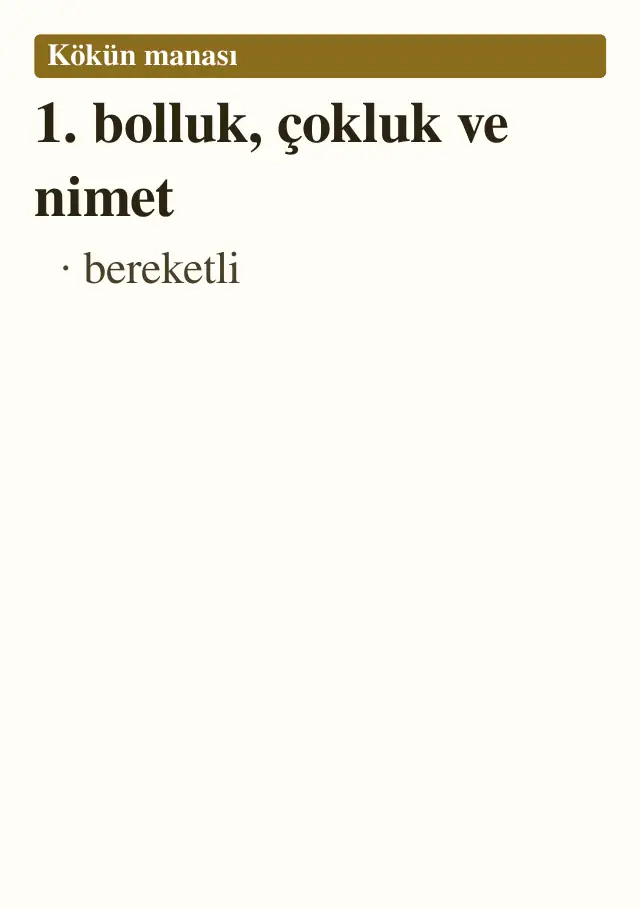 Kökün manası
1. bolluk, çokluk ve
nimet
· bereketli